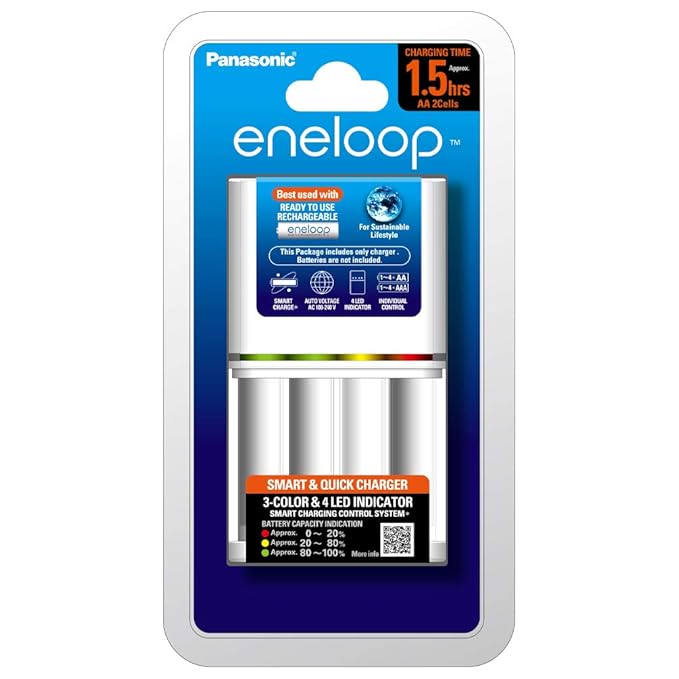 Panasonic
CHARGING TIME
Approx.
1.5hrs
AA 2Cells
eneloop™
Best used with
READY TO USE
RECHARGEABLE
eneloop
For Sustainable
Lifestyle
This Package includes only charger.
Batteries are not included.
SMART
CHARGE
AUTO VOLTAGE
AC 100-240 V
4 LED
INDICATOR
1~4・AA
1~4・AAA
INDIVIDUAL
CONTROL
SMART & QUICK CHARGER
3-COLOR & 4 LED INDICATOR
SMART CHARGING CONTROL SYSTEM
BATTERY CAPACITY INDICATION
Approx. 0~ 20%
Approx. 20~ 80%
Approx. 80~100%
More info